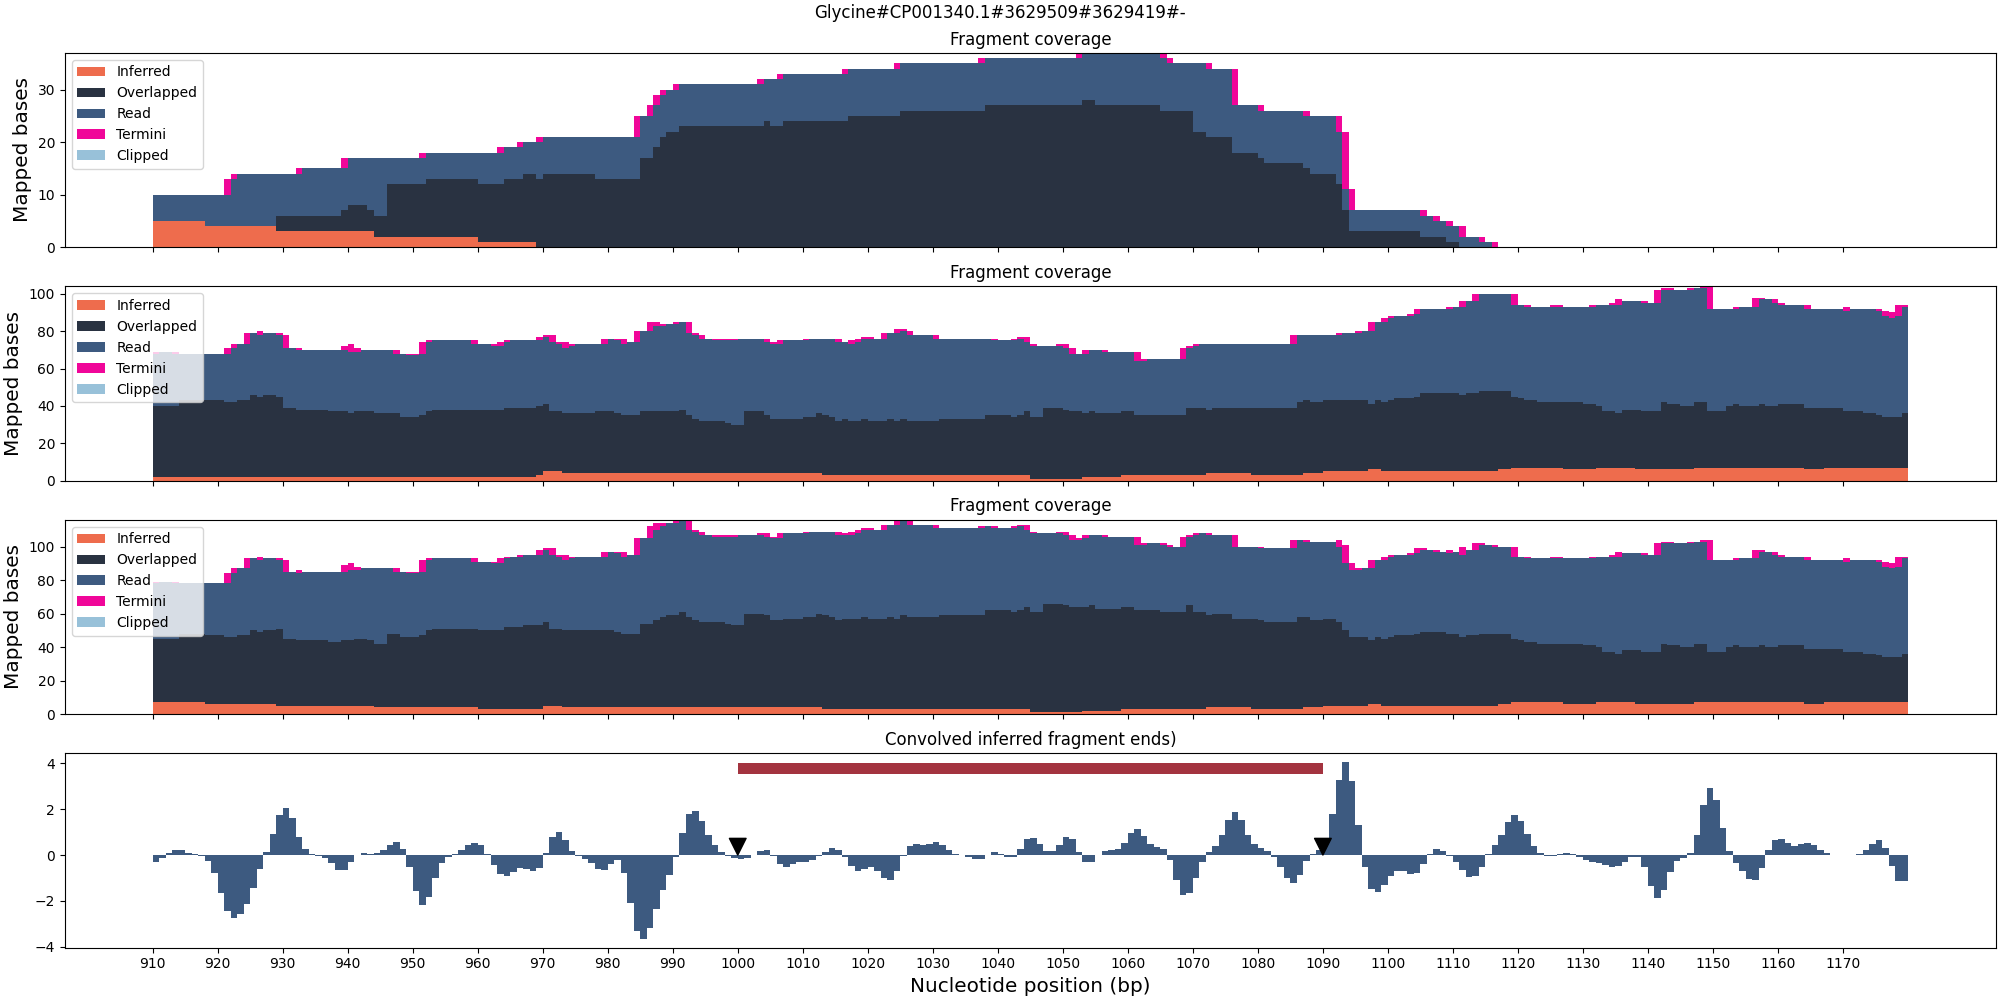 Glycine#CP001340.1#3629509#3629419#-
Fragment coverage
Mapped bases
30
20
10
0
Inferred
Overlapped
Read
Termini
Clipped
Fragment coverage
Mapped bases
100
80
60
40
20
0
Inferred
Overlapped
Read
Termini
Clipped
Fragment coverage
Mapped bases
100
80
60
40
20
0
Inferred
Overlapped
Read
Termini
Clipped
Convolved inferred fragment ends)
4
2
0
−2
−4
910 920 930 940 950 960 970 980 990 1000 1010 1020 1030 1040 1050 1060 1070 1080 1090 1100 1110 1120 1130 1140 1150 1160 1170
Nucleotide position (bp)